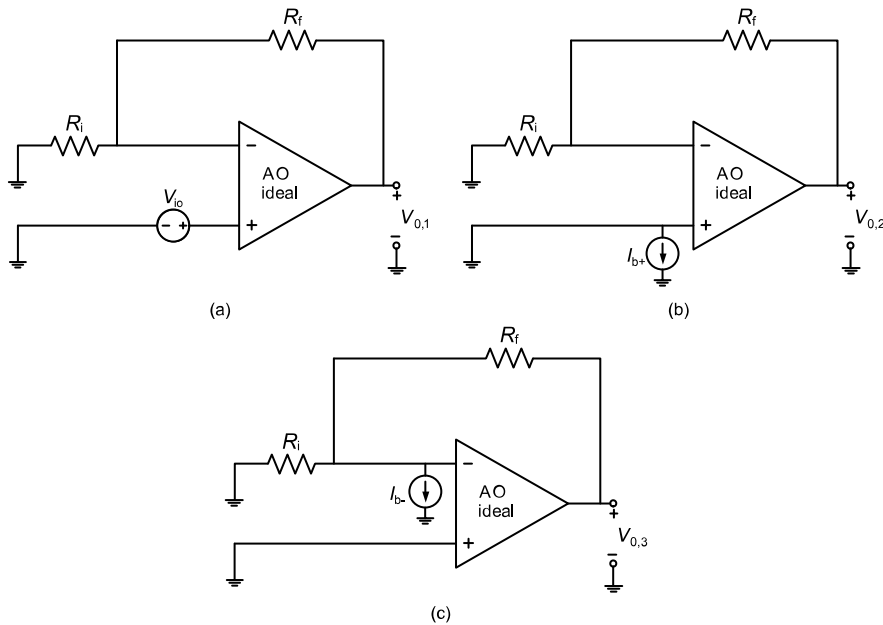 Rf
Ri
−
AO
ideal
Vio
−
+
+
+
V0,1
−
(a)
Rf
Ri
−
AO
ideal
+
Ib+
+
V0,2
−
(b)
Rf
Ri
−
Ib-
AO
ideal
+
+
V0,3
−
(c)